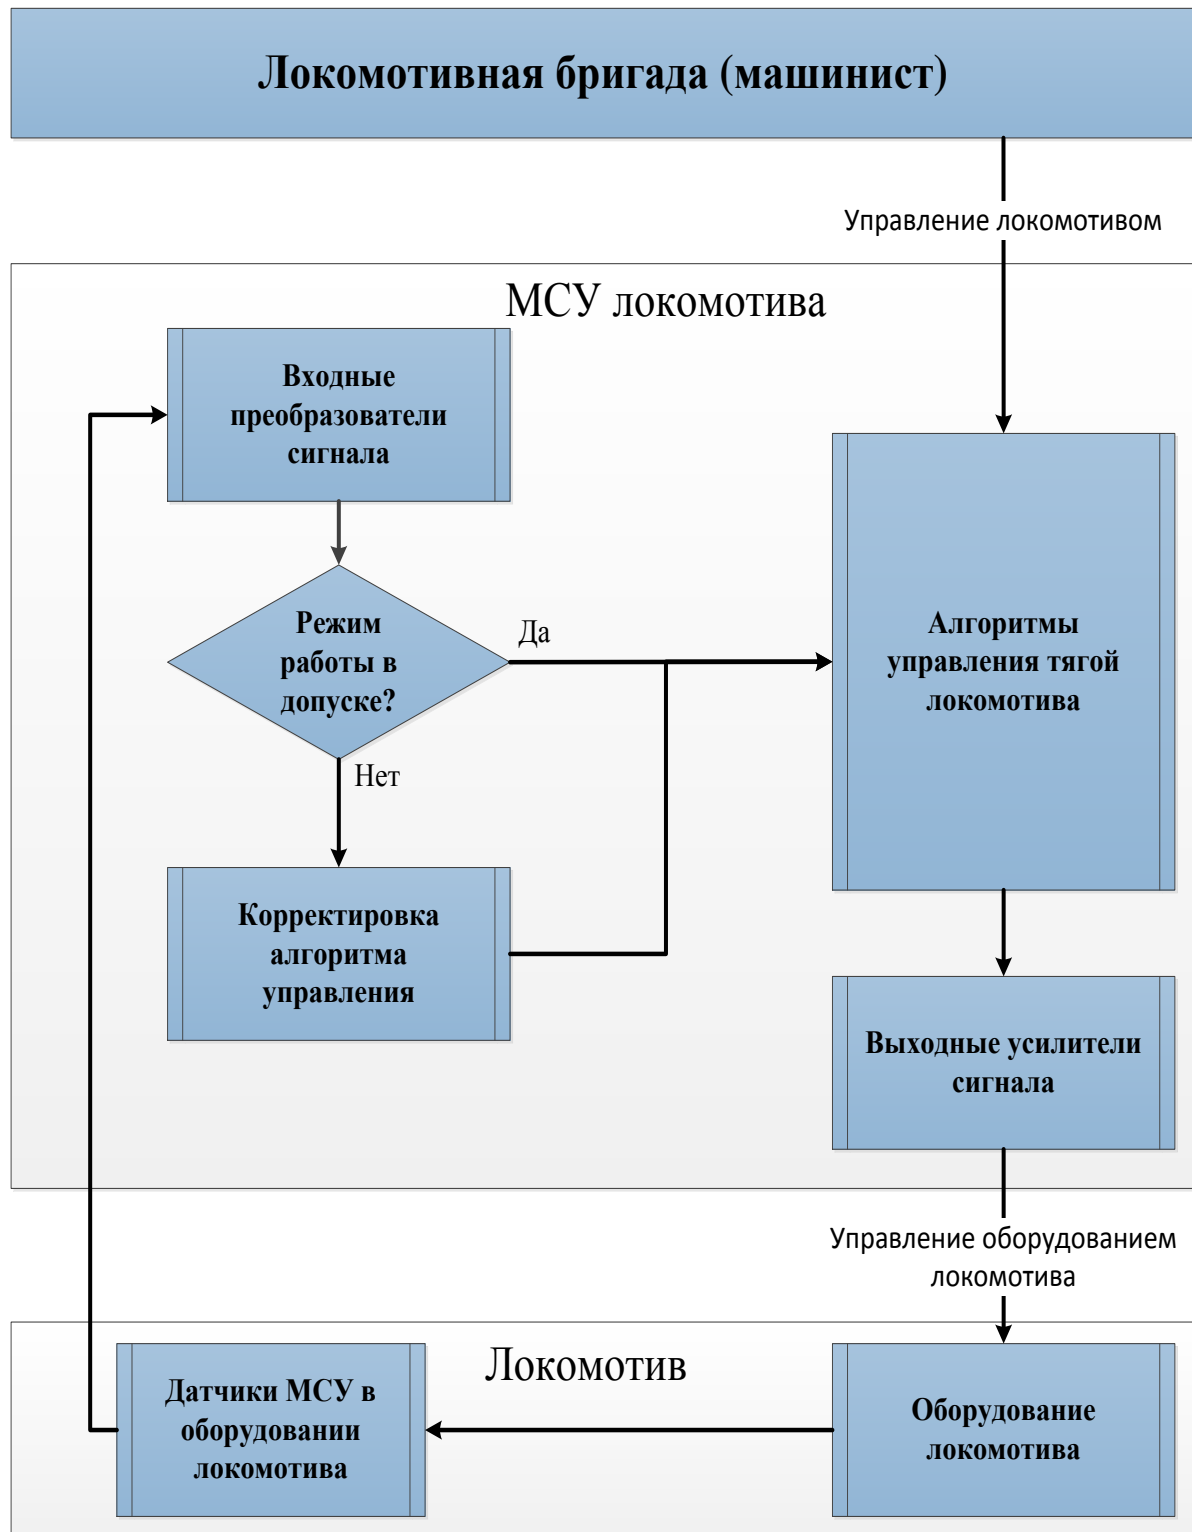 Локомотивная бригада (машинист)
Управление локомотивом
МСУ локомотива
Входные
преобразователи
сигнала
Режим
работы в
допуске?
Да
Нет
Алгоритмы
управления тягой
локомотива
Корректировка
алгоритма
управления
Выходные усилители
сигнала
Управление оборудованием
локомотива
Локомотив
Датчики МСУ в
оборудовании
локомотива
Оборудование
локомотива